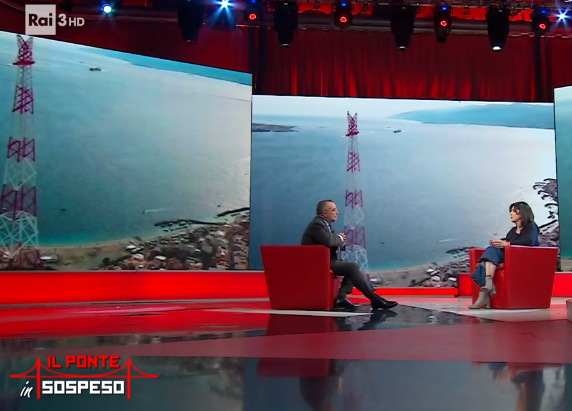 Rai 3HD
IL PONTE
in SOSPESO